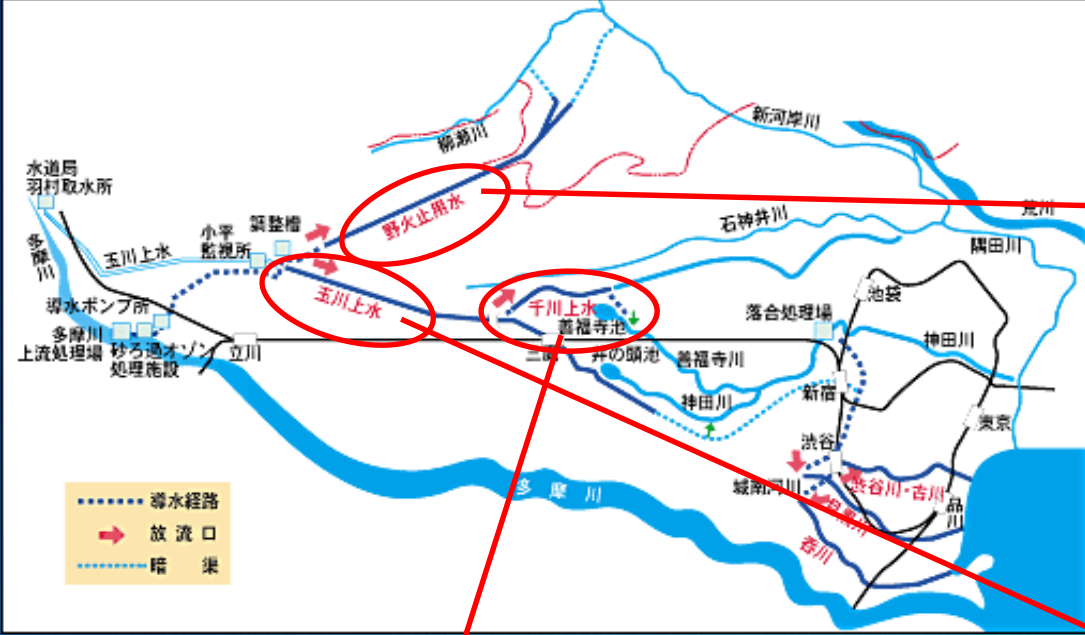 新河岸川
柳瀬川
水道局
羽村取水所
荒川
石神井川
野火止用水
調整槽
小平
監視所
隅田川
多摩川
玉川上水
池袋
玉川上水
千川上水
導水ポンプ所
落合処理場
善福寺池
多摩川
上流処理場
砂ろ過オゾン
処理施設
立川
三鷹
井の頭池
善福寺川
神田川
新宿
神田川
東京
渋谷
城南河川
渋谷川・古川
多摩川
品川
目黒川
呑川
導水経路
放流口
暗渠